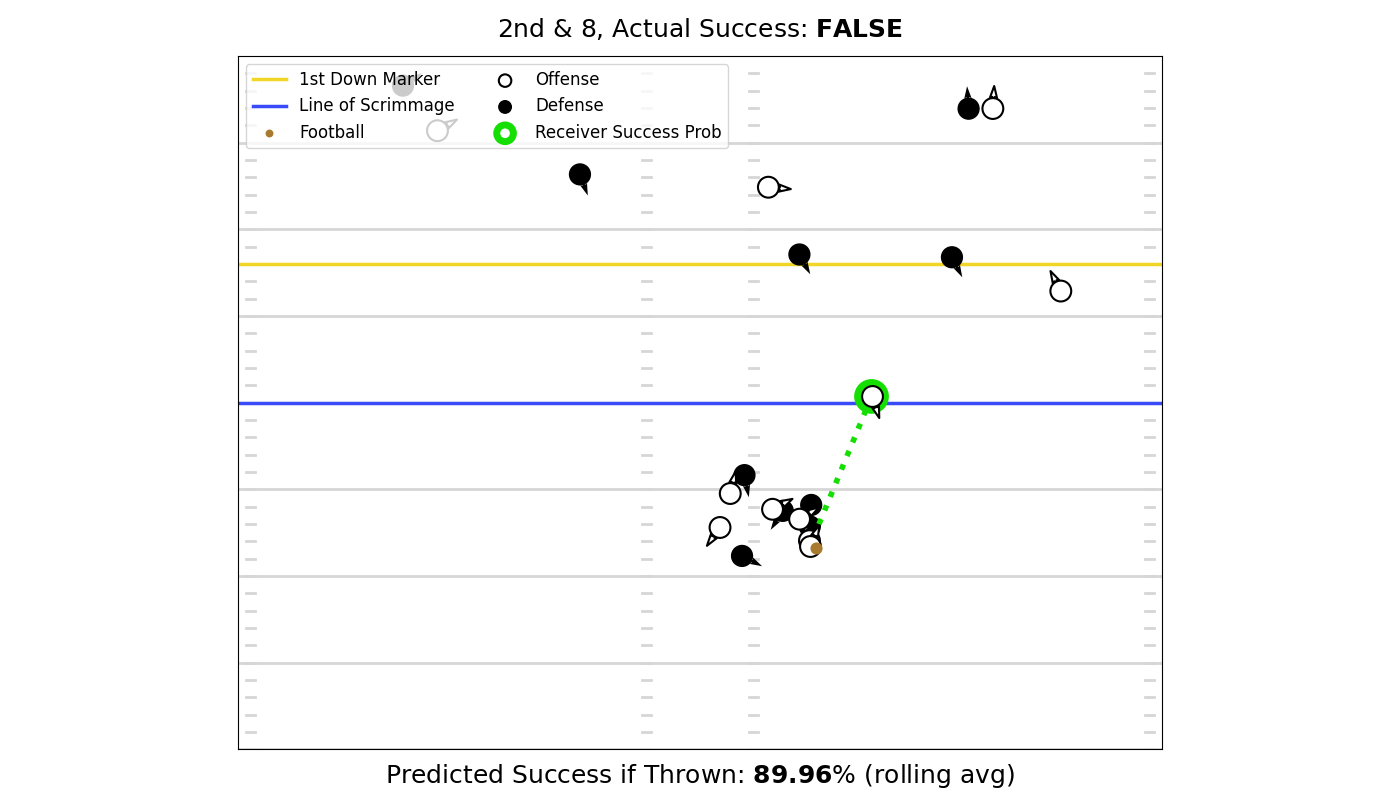 2nd & 8, Actual Success: FALSE
1st Down Marker
Line of Scrimmage
Football
Offense
Defense
Receiver Success Prob
Predicted Success if Thrown: 89.96% (rolling avg)